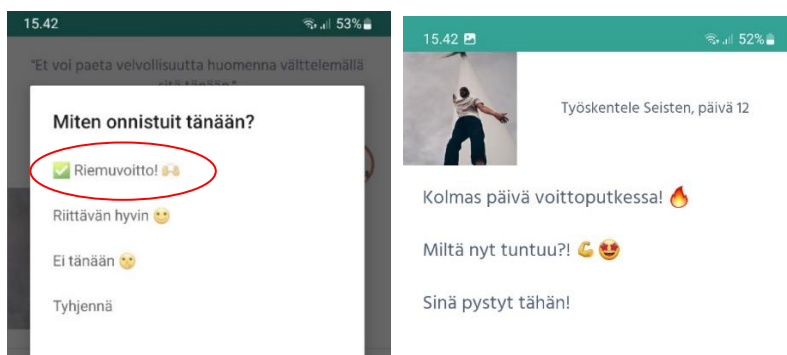 15.42 53%
"Et voi paeta velvollisuutta huomenna välttelemällä
sitä tänään."
Miten onnistuit tänään?
✅ Riemuvoitto! 🙌🏻
Riittävän hyvin 🙂
Ei tänään 🤫
Tyhjennä
15.42 52%
Työskentele Seisten, päivä 12
Kolmas päivä voittoputkessa! 🔥
Miltä nyt tuntuu?! 💪 🤩
Sinä pystyt tähän!